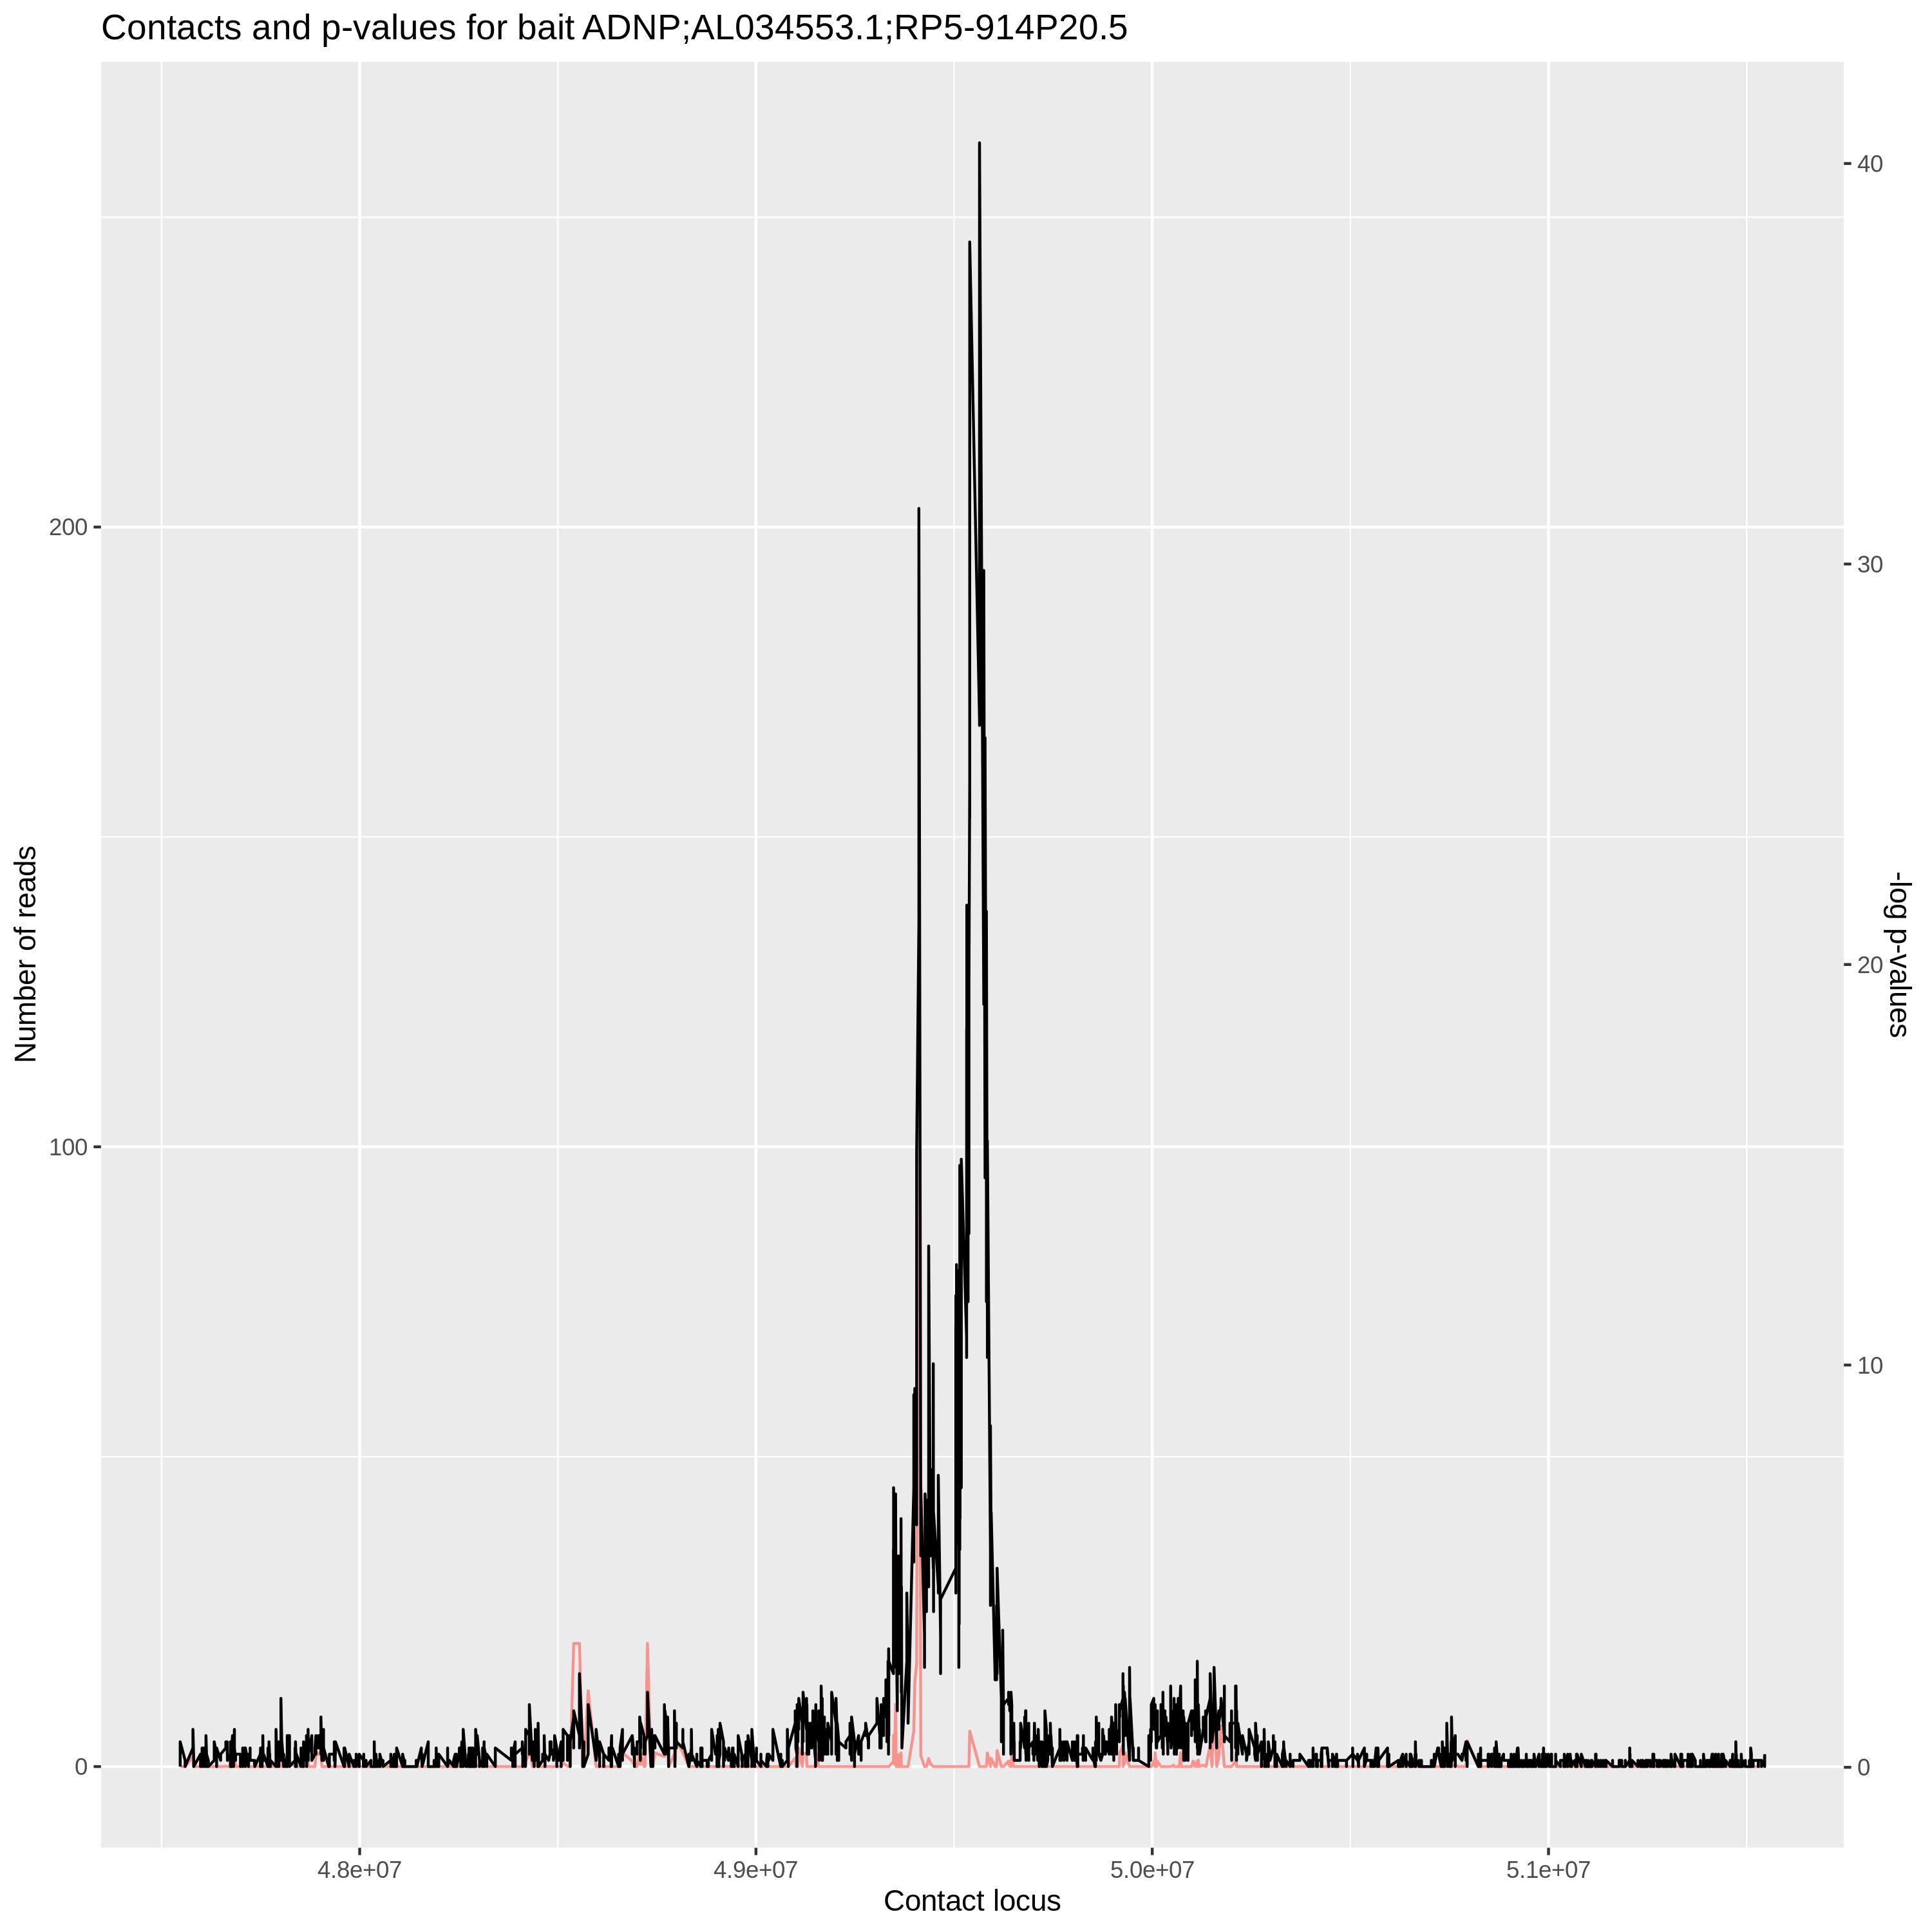 Contacts and p-values for bait ADNP;AL034553.1;RP5-914P20.5
Number of reads
200
100
0
40
30
20
10
0
-log p-values
4.8e+07
4.9e+07
5.0e+07
5.1e+07
Contact locus